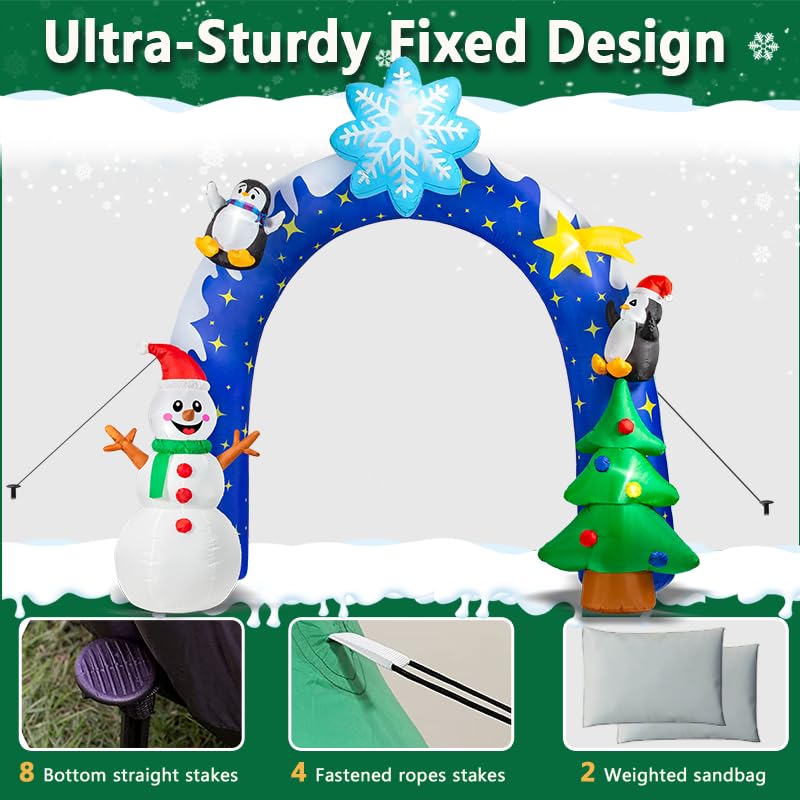 Ultra-Sturdy Fixed Design
8 Bottom straight stakes
4 Fastened ropes stakes
2 Weighted sandbag